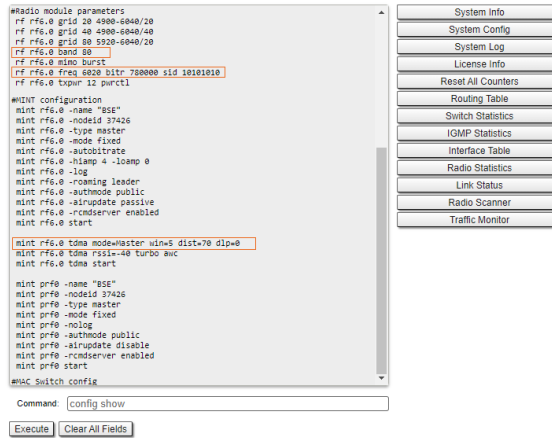 #Radio module parameters
rf rf6.0 grid 20 4900-6040/20
rf rf6.0 grid 40 4900-6040/40
rf rf6.0 grid 80 5920-6040/20
rf rf6.0 band 80
rf rf6.0 mimo burst
rf rf6.0 freq 6020 bitr 780000 sid 10101010
rf rf6.0 txpwr 12 pwrctl
#MINT configuration
mint rf6.0 -name "BSE"
mint rf6.0 -nodeid 37426
mint rf6.0 -type master
mint rf6.0 -mode fixed
mint rf6.0 -autobitrate
mint rf6.0 -hiamp 4 -loamp 0
mint rf6.0 -log
mint rf6.0 -roaming leader
mint rf6.0 -authmode public
mint rf6.0 -airupdate passive
mint rf6.0 -rcmdserver enabled
mint rf6.0 start
mint rf6.0 tdma mode=Master win=5 dist=70 dlp=0
mint rf6.0 tdma rssi=-40 turbo awc
mint rf6.0 tdma start
mint prf0 -name "BSE"
mint prf0 -nodeid 37426
mint prf0 -type master
mint prf0 -mode fixed
mint prf0 -nolog
mint prf0 -authmode public
mint prf0 -airupdate disable
mint prf0 -rcmdserver enabled
mint prf0 start
#MAC Switch config
Command: config show
Execute Clear All Fields
System Info
System Config
System Log
License Info
Reset All Counters
Routing Table
Switch Statistics
IGMP Statistics
Interface Table
Radio Statistics
Link Status
Radio Scanner
Traffic Monitor